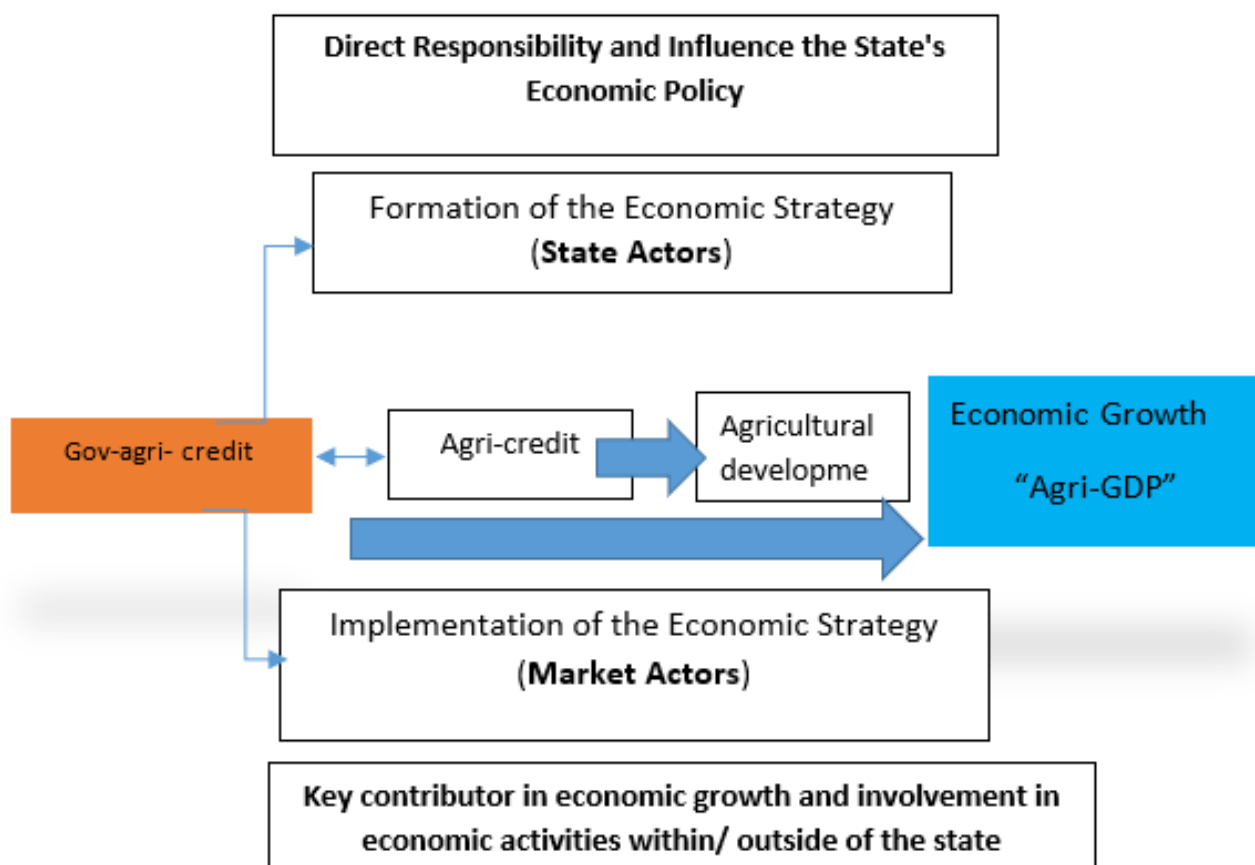 Direct Responsibility and Influence the State's
Economic Policy
Formation of the Economic Strategy
(State Actors)
Gov-agri- credit
Agri-credit
Agricultural
developme
Economic Growth
“Agri-GDP”
Implementation of the Economic Strategy
(Market Actors)
Key contributor in economic growth and involvement in
economic activities within/ outside of the state